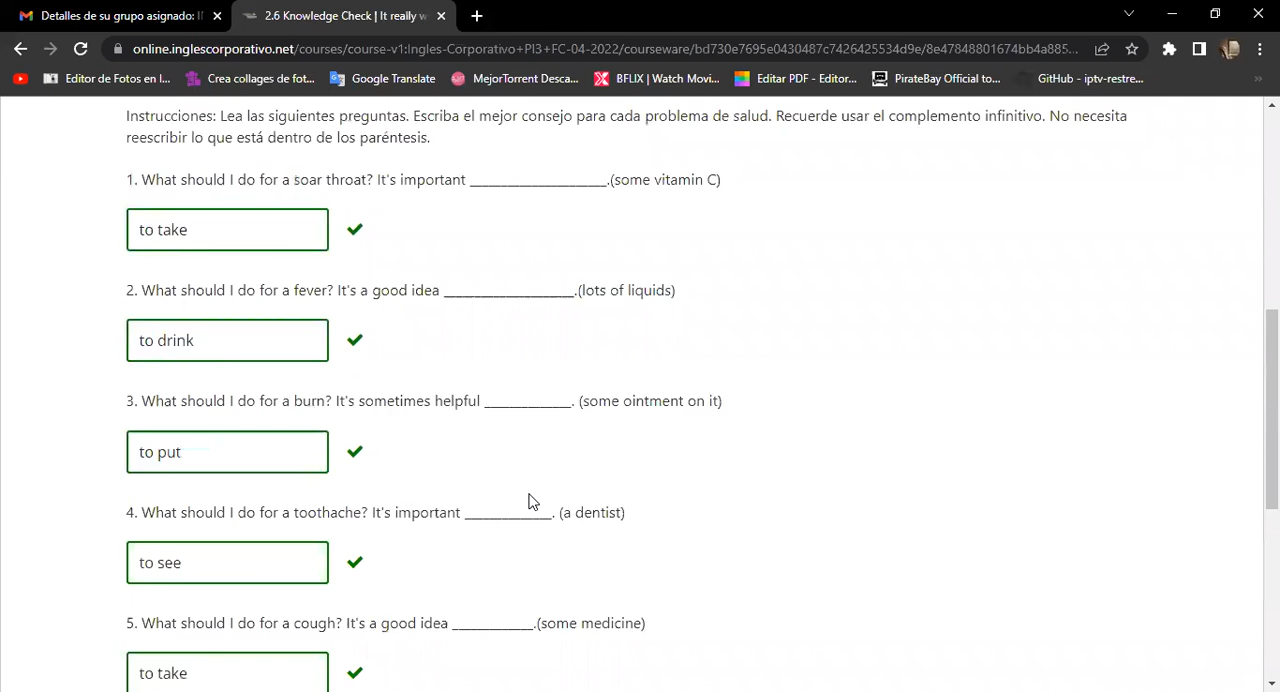 Detalles de su grupo asignado: I
2.6 Knowledge Check | It really w
online.inglescorporativo.net/courses/course-v1:Ingles-Corporativo+PI3+FC-04-2022/courseware/bd730e7695e0430487c7426425534d9e/8e47848801674bb4a885...
Editor de Fotos en l... Crea collages de fot... Google Translate MejorTorrent Desca... BFLIX | Watch Movi... Editar PDF - Editor... PirateBay Official to... GitHub - iptv-restre...
Instrucciones: Lea las siguientes preguntas. Escriba el mejor consejo para cada problema de salud. Recuerde usar el complemento infinitivo. No necesita
reescribir lo que está dentro de los paréntesis.
1. What should I do for a soar throat? It's important ____________________.(some vitamin C)
to take
2. What should I do for a fever? It's a good idea ___________________.(lots of liquids)
to drink
3. What should I do for a burn? It's sometimes helpful _____________. (some ointment on it)
to put
4. What should I do for a toothache? It's important _____________. (a dentist)
to see
5. What should I do for a cough? It's a good idea ____________.(some medicine)
to take